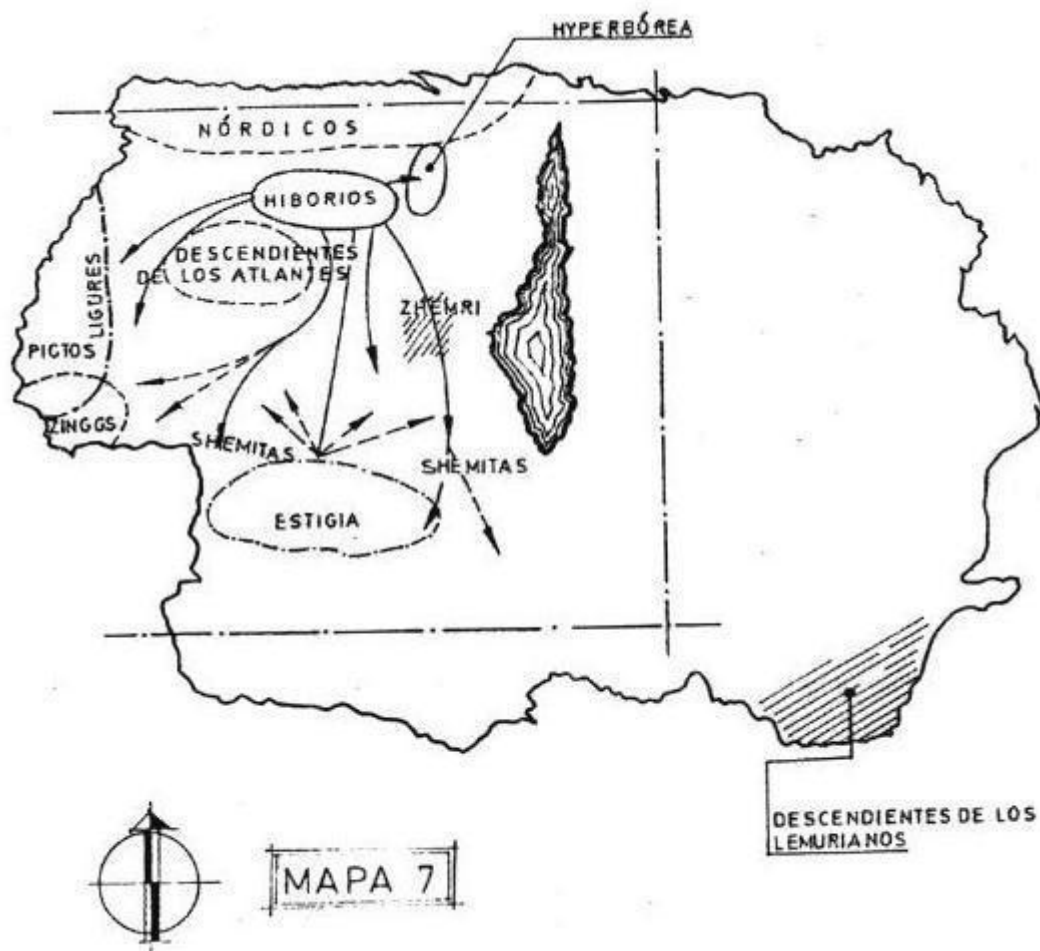 HYPERBÓREA
NÓRDICOS
HIBORIOS
DESCENDIENTES
DE LOS ATLANTES
LIGURES
ZHEMRI
PICTOS
ZINGGS
SHEMITAS
SHEMITAS
ESTIGIA
DESCENDIENTES DE LOS
LEMURIANOS
MAPA 7